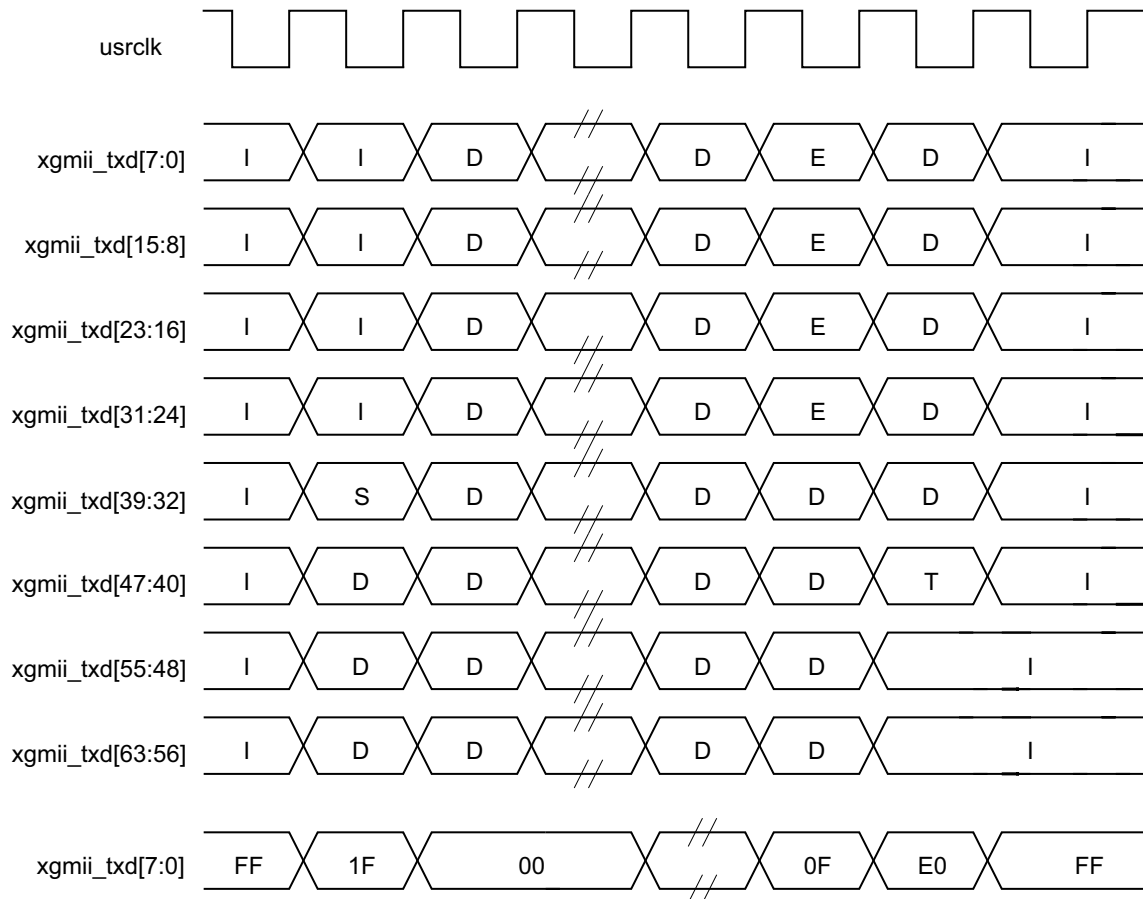 usrclk
xgmii_txd[7:0] I I D D E D I
xgmii_txd[15:8] I I D D E D I
xgmii_txd[23:16] I I D D E D I
xgmii_txd[31:24] I I D D E D I
xgmii_txd[39:32] I S D D D D I
xgmii_txd[47:40] I D D D D T I
xgmii_txd[55:48] I D D D D I
xgmii_txd[63:56] I D D D D I
xgmii_txd[7:0] FF 1F 00 0F E0 FF